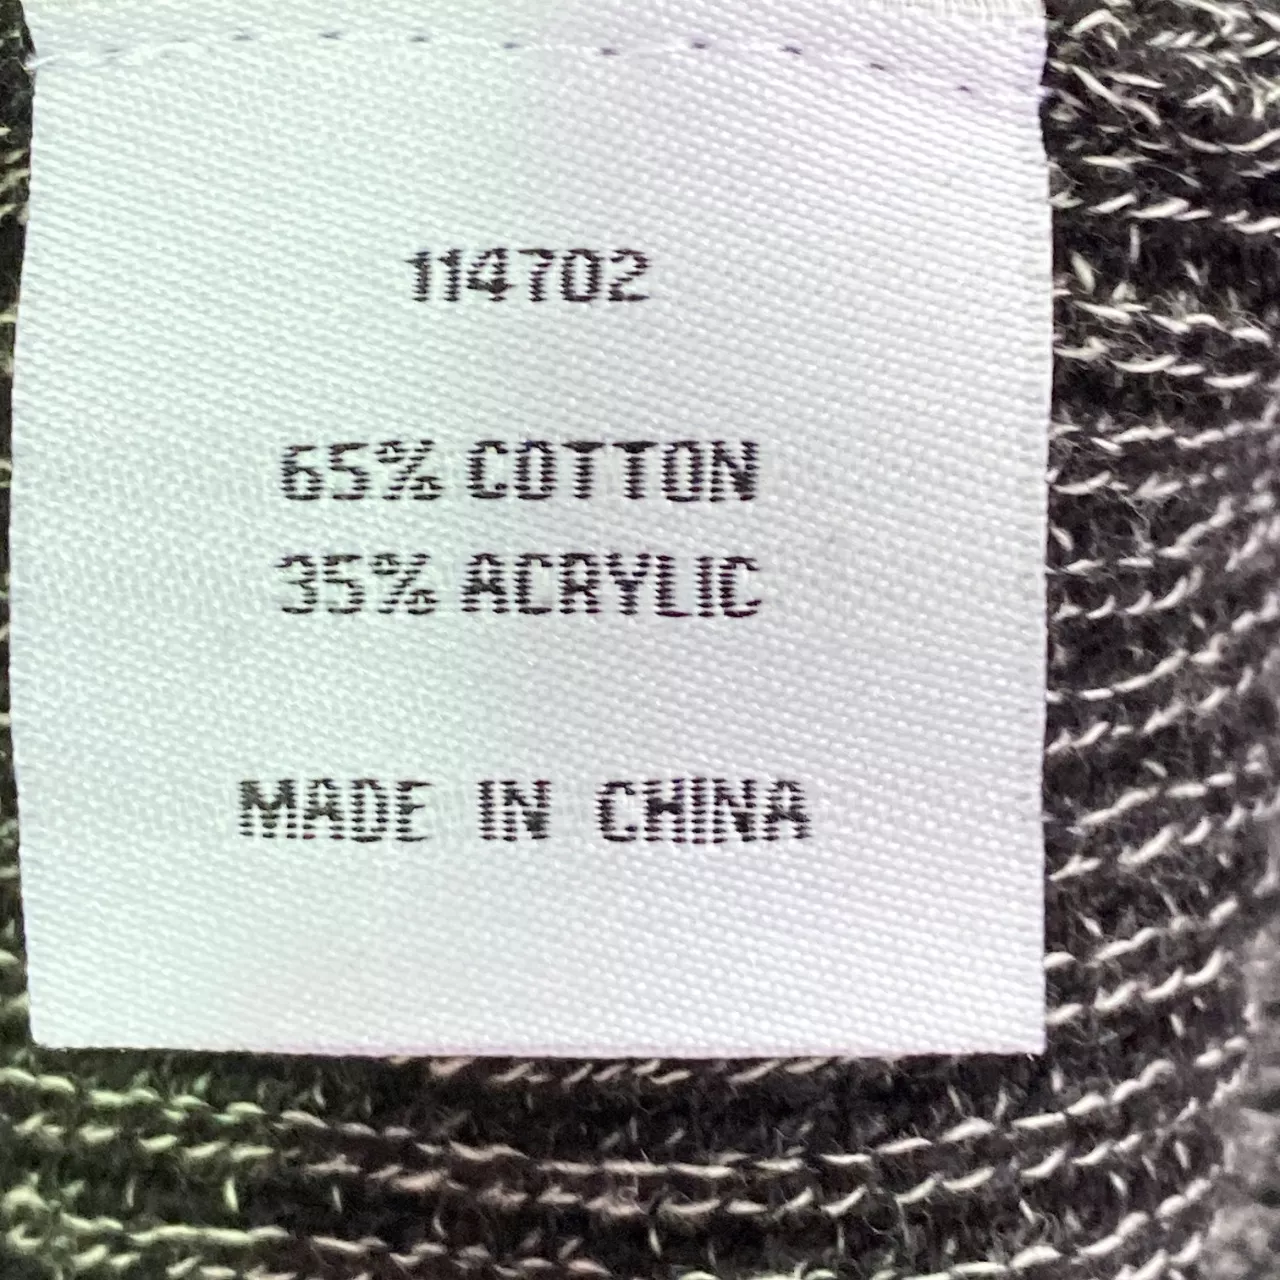 114702
65% COTTON
35% ACRYLIC
MADE IN CHINA